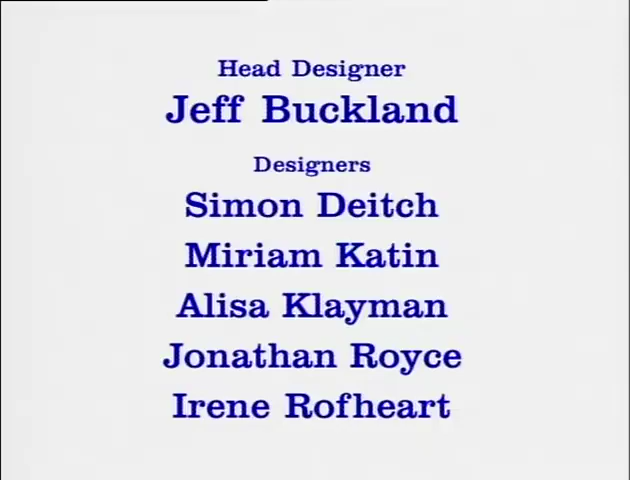 Head Designer
Jeff Buckland
Designers
Simon Deitch
Miriam Katin
Alisa Klayman
Jonathan Royce
Irene Rofheart